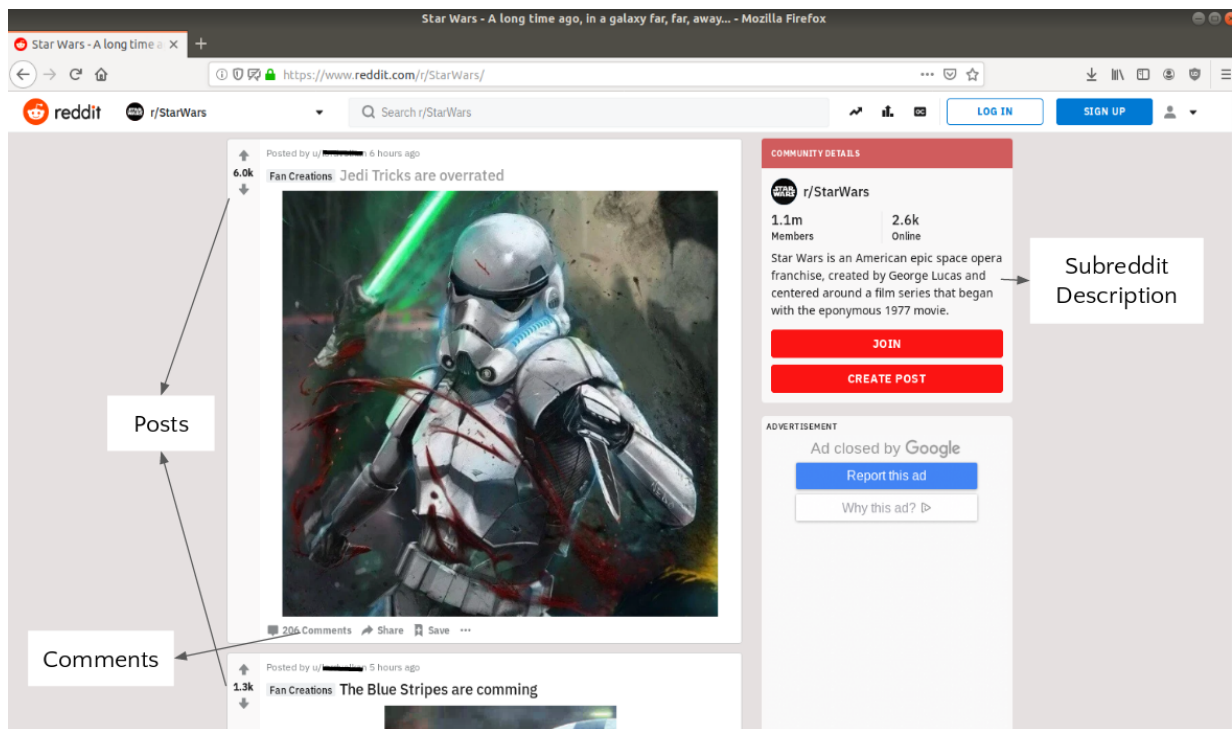 Star Wars - A long time ago, in a galaxy far, far, away... - Mozilla Firefox
Star Wars - A long time a
https://www.reddit.com/r/StarWars/
reddit r/StarWars Search r/StarWars LOG IN SIGN UP
Posted by u/ 6 hours ago
6.0k
Fan Creations Jedi Tricks are overrated
206 Comments Share Save
Posted by u/ 5 hours ago
1.3k
Fan Creations The Blue Stripes are comming
COMMUNITY DETAILS
STAR WARS r/StarWars
1.1m 2.6k
Members Online
Star Wars is an American epic space opera
franchise, created by George Lucas and
centered around a film series that began
with the eponymous 1977 movie.
JOIN
CREATE POST
ADVERTISEMENT
Ad closed by Google
Report this ad
Why this ad?
Posts
Comments
Subreddit
Description